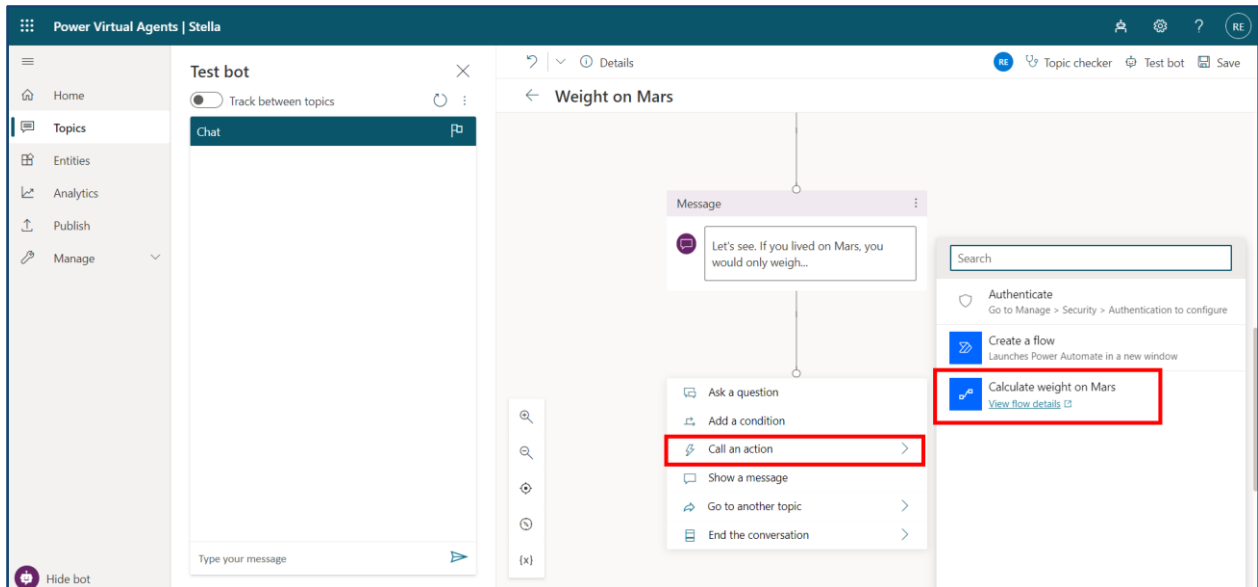 Power Virtual Agents | Stella
?
RE
Home
Topics
Entities
Analytics
Publish
Manage
Hide bot
Test bot
Track between topics
Chat
Type your message
Details
RE
Topic checker
Test bot
Save
Weight on Mars
Message
Let's see. If you lived on Mars, you
would only weigh...
Ask a question
Add a condition
Call an action
Show a message
Go to another topic
End the conversation
{x}
Search
Authenticate
Go to Manage > Security > Authentication to configure
Create a flow
Launches Power Automate in a new window
Calculate weight on Mars
View flow details